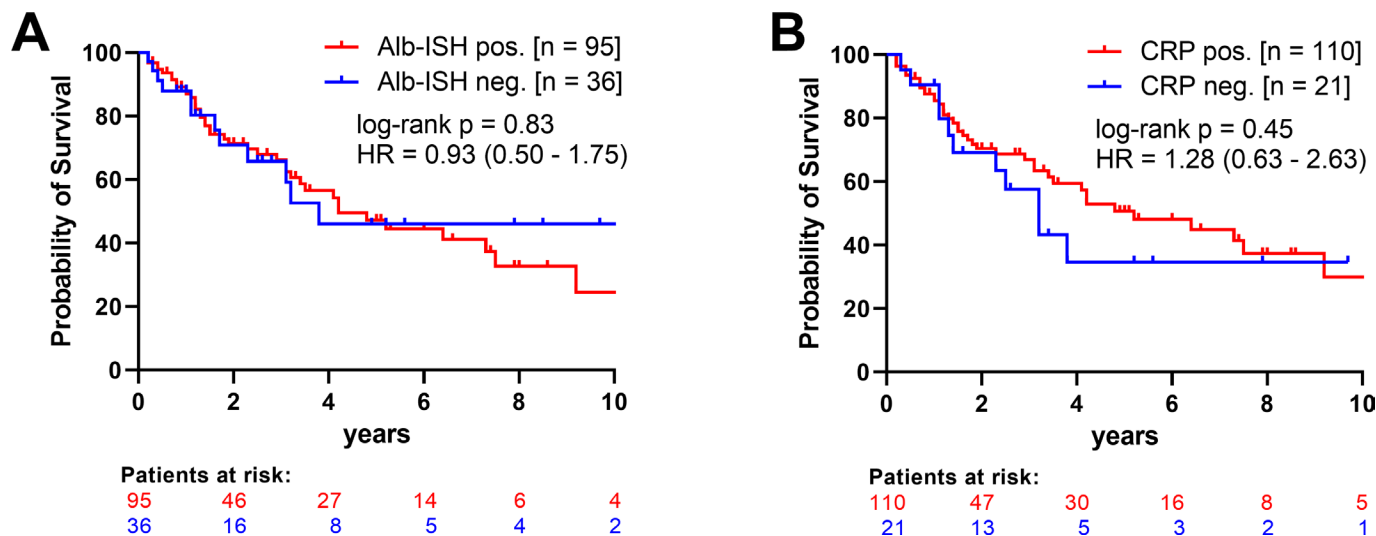 A
Alb-ISH pos. [n = 95]
Alb-ISH neg. [n = 36]
log-rank p = 0.83
HR = 0.93 (0.50 - 1.75)
Probability of Survival
100
80
60
40
20
0
0 2 4 6 8 10
years
Patients at risk:
95 46 27 14 6 4
36 16 8 5 4 2
B
CRP pos. [n = 110]
CRP neg. [n = 21]
log-rank p = 0.45
HR = 1.28 (0.63 - 2.63)
Probability of Survival
100
80
60
40
20
0
0 2 4 6 8 10
years
Patients at risk:
110 47 30 16 8 5
21 13 5 3 2 1